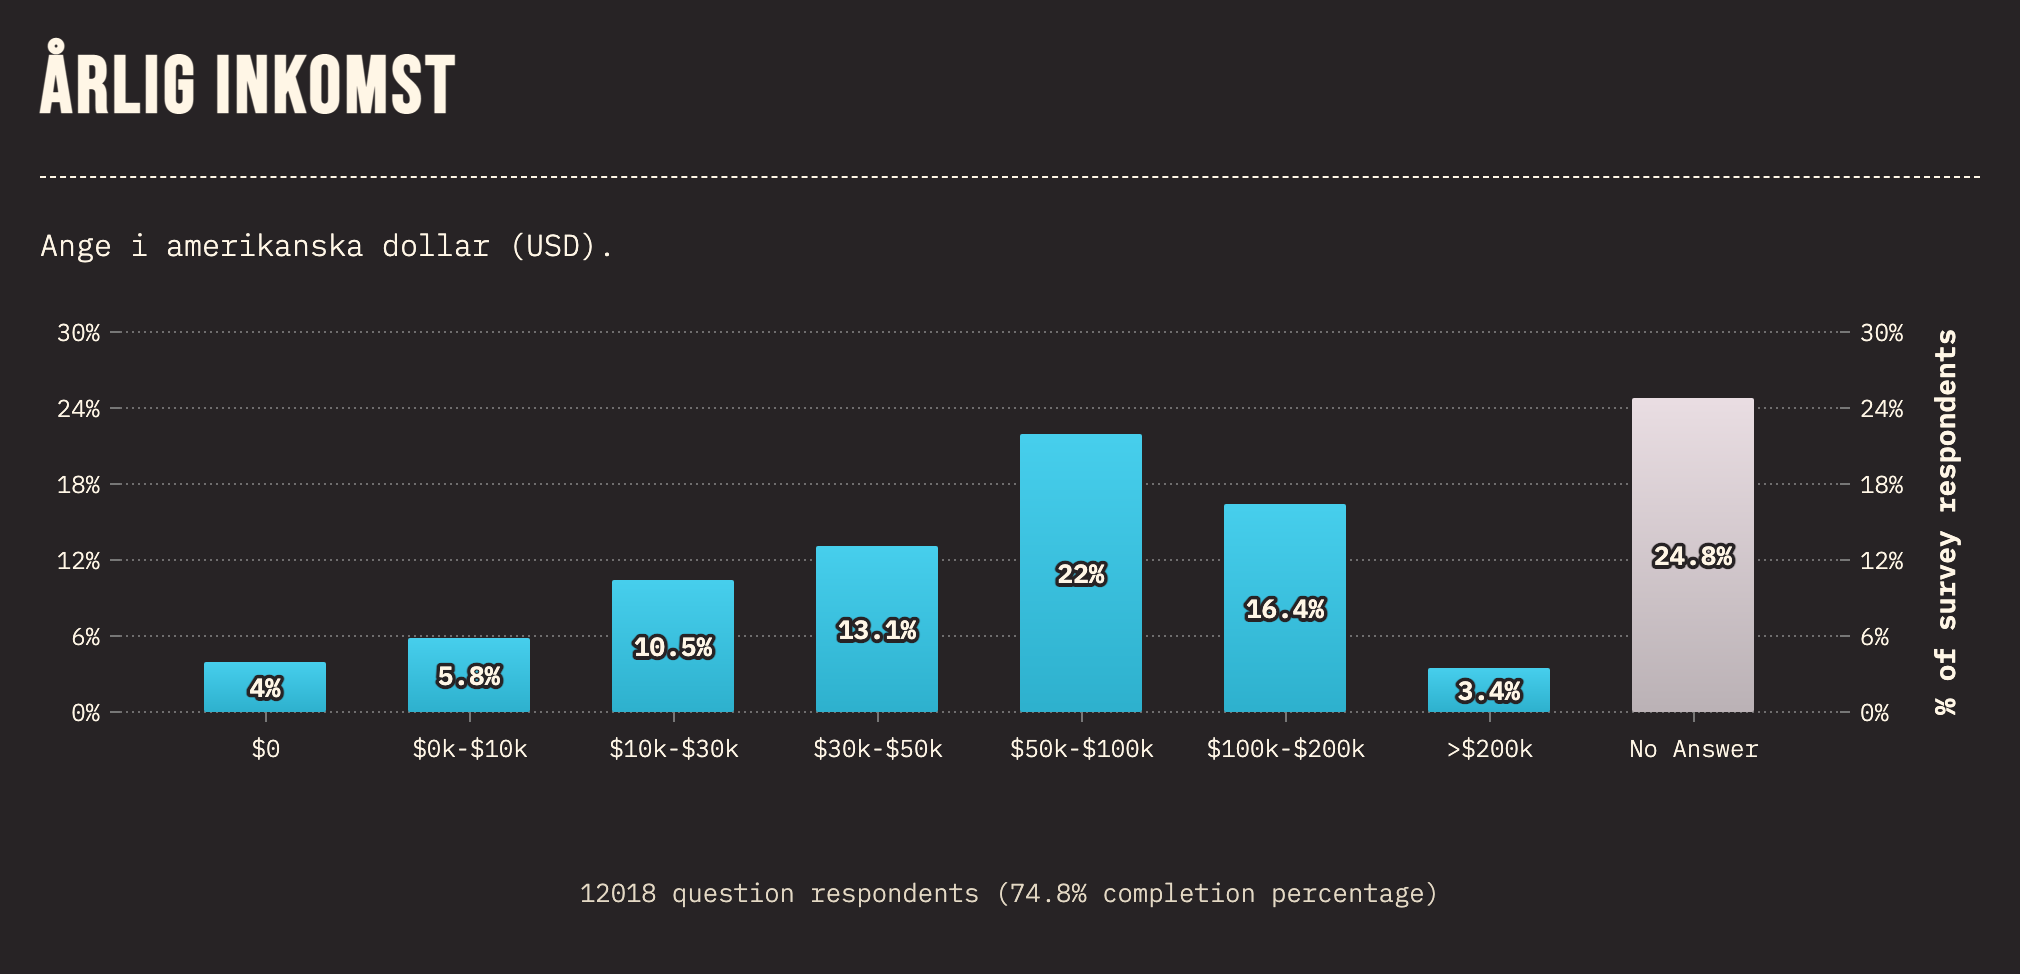 ÅRLIG INKOMST
Ange i amerikanska dollar (USD).
30% 30%
24% 24%
18% 18%
12% 12%
6% 6%
0% 0%
% of survey respondents
4% 5.8% 10.5% 13.1% 22% 16.4% 3.4% 24.8%
$0 $0k-$10k $10k-$30k $30k-$50k $50k-$100k $100k-$200k >$200k No Answer
12018 question respondents (74.8% completion percentage)